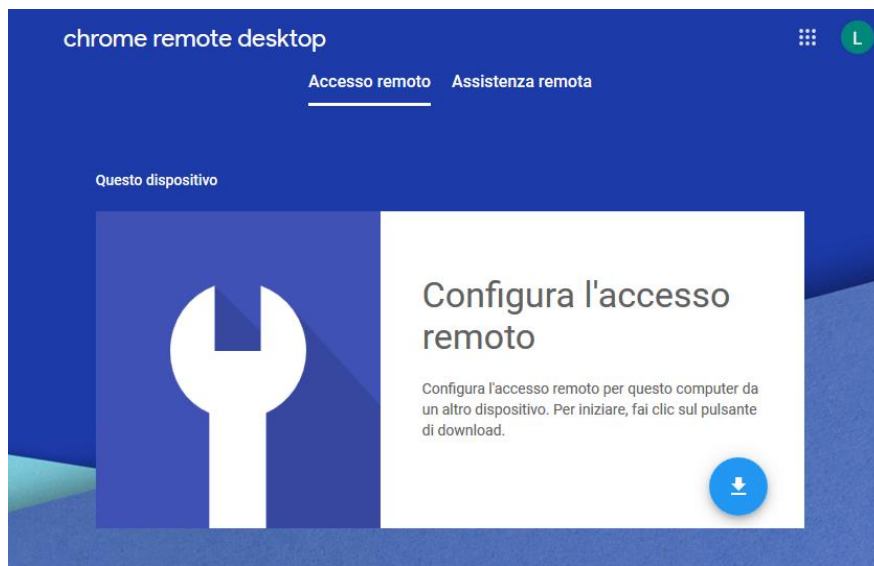 chrome remote desktop
L
Accesso remoto Assistenza remota
Questo dispositivo
Configura l'accesso
remoto
Configura l'accesso remoto per questo computer da
un altro dispositivo. Per iniziare, fai clic sul pulsante
di download.